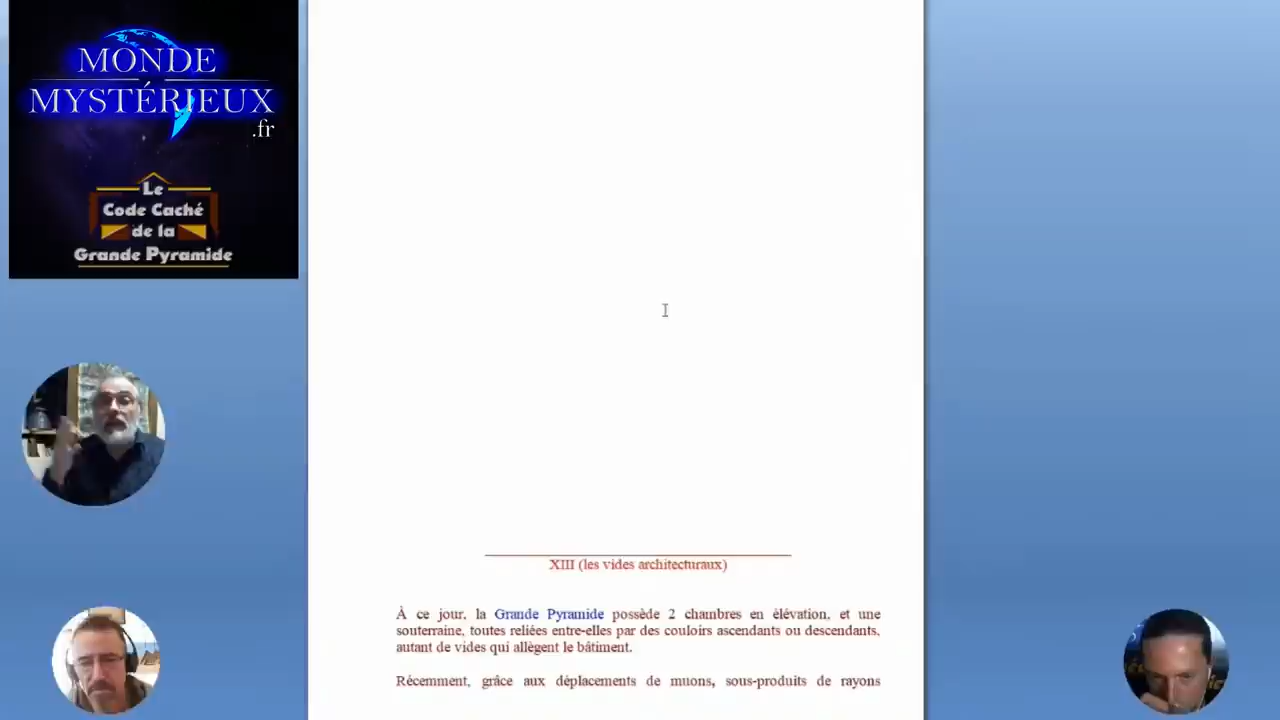 MONDE
MYSTÉRIEUX
.fr
Le
Code Caché
de la
Grande Pyramide
XIII (les vides architecturaux)
À ce jour, la Grande Pyramide possède 2 chambres en élévation, et une
souterraine, toutes reliées entre-elles par des couloirs ascendants ou descendants,
autant de vides qui allègent le bâtiment.
Récemment, grâce aux déplacements de muons, sous-produits de rayons